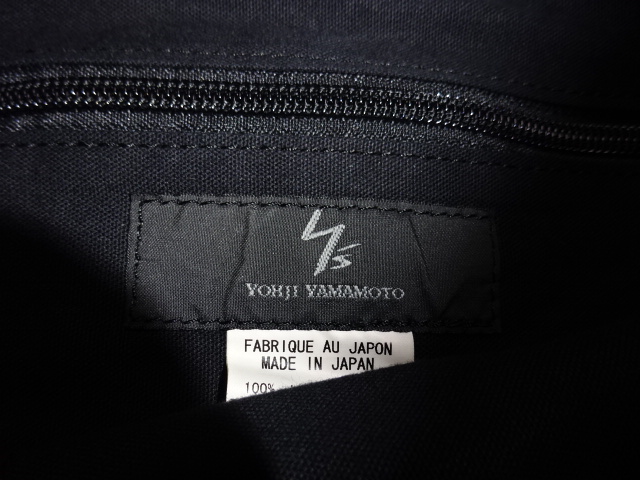 Y's
YOHJI YAMAMOTO
FABRIQUE AU JAPON
MADE IN JAPAN
100%